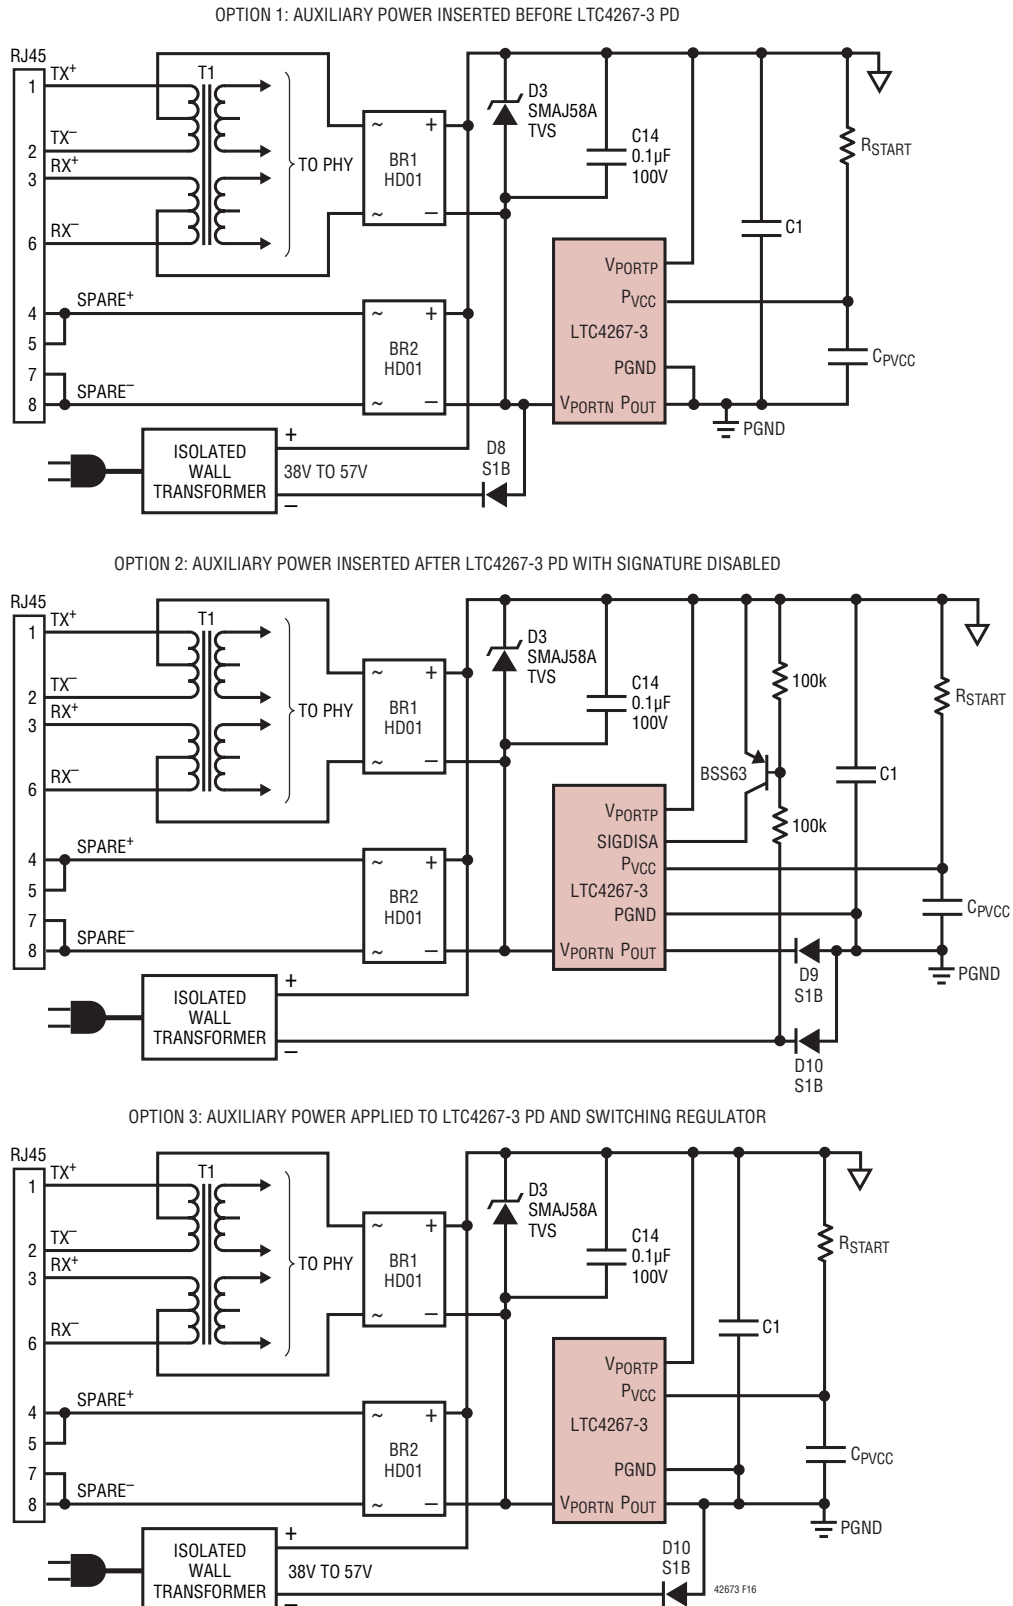 OPTION 1: AUXILIARY POWER INSERTED BEFORE LTC4267-3 PD
RJ45
1
TX+
2
TX–
3
RX+
6
RX–
T1
TO PHY
~
+
BR1
HD01
~
–
D3
SMAJ58A
TVS
C14
0.1µF
100V
RSTART
C1
4
SPARE+
5
7
8
SPARE–
~
+
BR2
HD01
~
–
VPORTP
PVCC
LTC4267-3
PGND
VPORTN POUT
CPVCC
PGND
ISOLATED
WALL
TRANSFORMER
+
38V TO 57V
–
D8
S1B
OPTION 2: AUXILIARY POWER INSERTED AFTER LTC4267-3 PD WITH SIGNATURE DISABLED
RJ45
1
TX+
2
TX–
3
RX+
6
RX–
T1
TO PHY
~
+
BR1
HD01
~
–
D3
SMAJ58A
TVS
C14
0.1µF
100V
100k
RSTART
BSS63
C1
100k
4
SPARE+
5
7
8
SPARE–
~
+
BR2
HD01
~
–
VPORTP
SIGDISA
PVCC
LTC4267-3
PGND
VPORTN POUT
CPVCC
D9
S1B
PGND
ISOLATED
WALL
TRANSFORMER
+
–
D10
S1B
OPTION 3: AUXILIARY POWER APPLIED TO LTC4267-3 PD AND SWITCHING REGULATOR
RJ45
1
TX+
2
TX–
3
RX+
6
RX–
T1
TO PHY
~
+
BR1
HD01
~
–
D3
SMAJ58A
TVS
C14
0.1µF
100V
RSTART
C1
4
SPARE+
5
7
8
SPARE–
~
+
BR2
HD01
~
–
VPORTP
PVCC
LTC4267-3
PGND
VPORTN POUT
CPVCC
PGND
ISOLATED
WALL
TRANSFORMER
+
38V TO 57V
–
D10
S1B
42673 F16